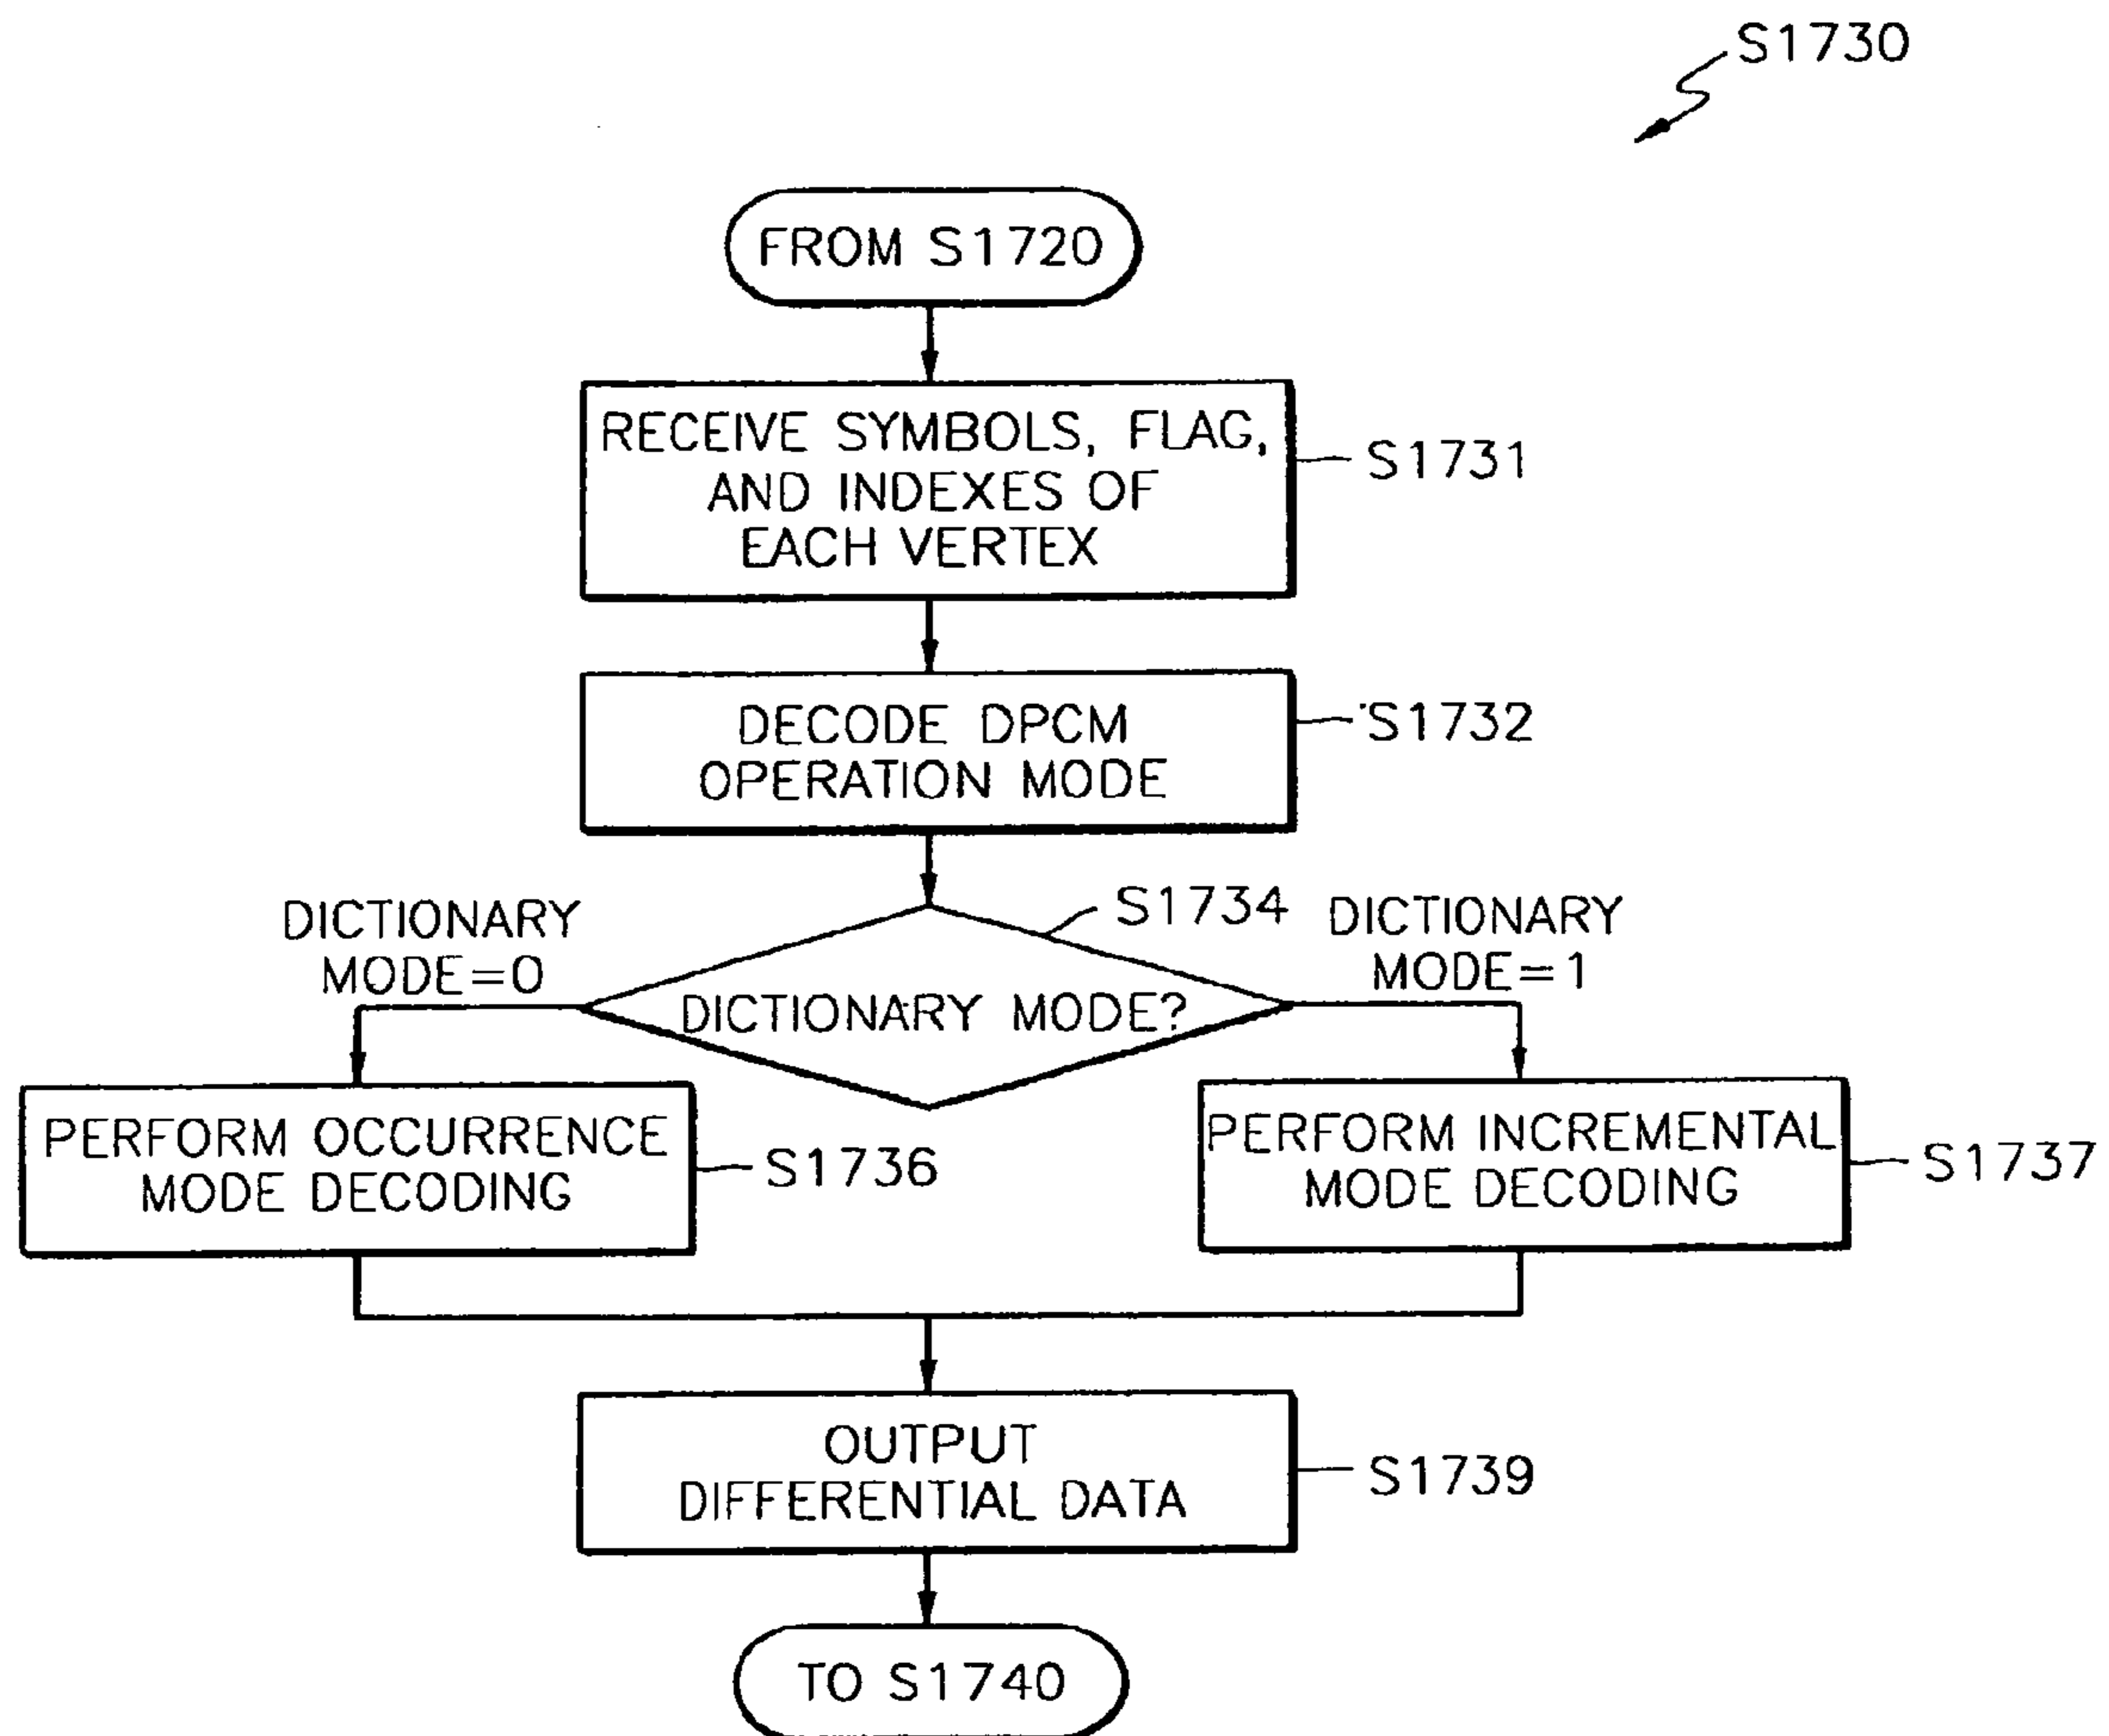 S1730
FROM S1720
RECEIVE SYMBOLS, FLAG,
AND INDEXES OF
EACH VERTEX
S1731
DECODE DPCM
OPERATION MODE
S1732
S1734
DICTIONARY
MODE=0
DICTIONARY MODE?
DICTIONARY
MODE=1
PERFORM OCCURRENCE
MODE DECODING
S1736
PERFORM INCREMENTAL
MODE DECODING
S1737
OUTPUT
DIFFERENTIAL DATA
S1739
TO S1740